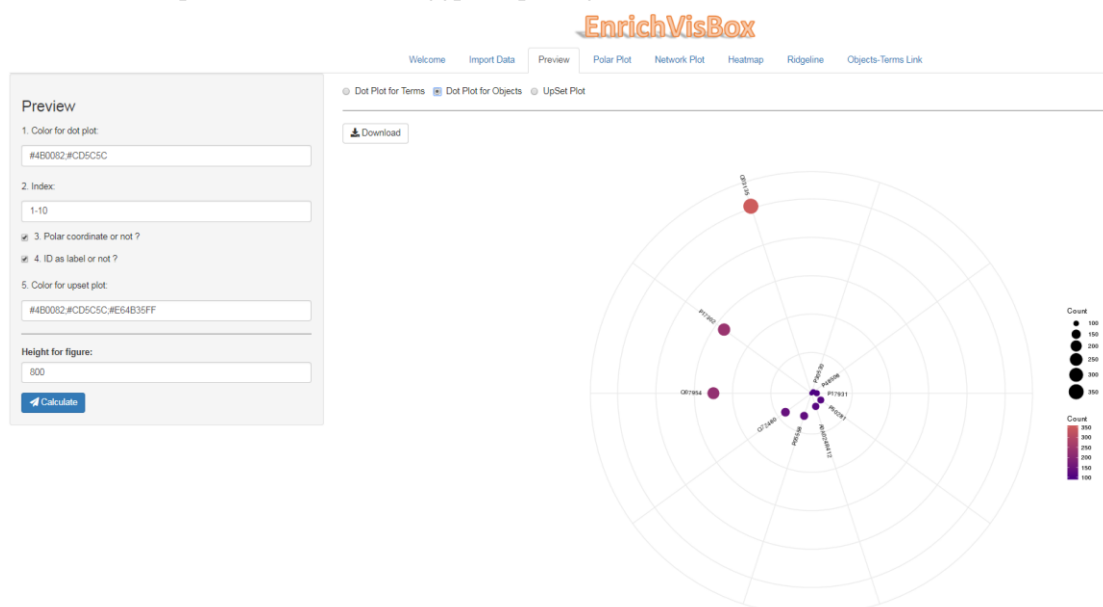 EnrichVisBox
Welcome Import Data Preview Polar Plot Network Plot Heatmap Ridgeline Objects-Terms Link
Preview
1. Color for dot plot:
#4B0082;#CD5C5C
2. Index:
1-10
3. Polar coordinate or not ?
4. ID as label or not ?
5. Color for upset plot:
#4B0082;#CD5C5C;#E64B35FF
Height for figure:
800
Calculate
Dot Plot for Terms Dot Plot for Objects UpSet Plot
Download
P17931
Count
100
150
200
250
300
350
Count
350
300
250
200
150
100